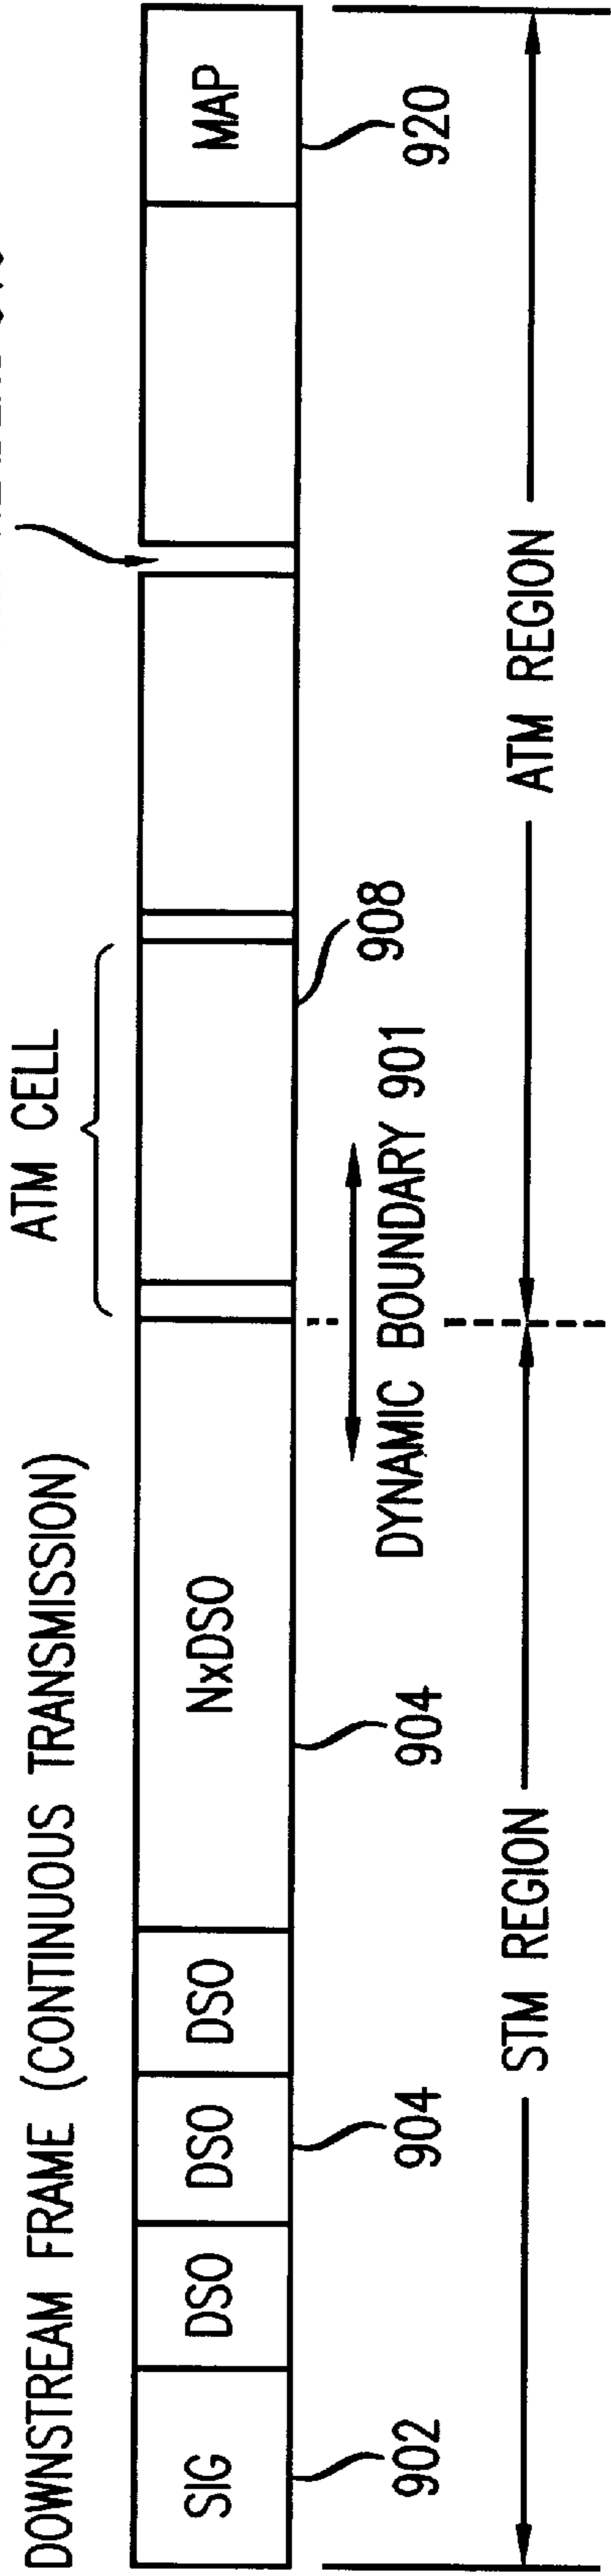 DOWNSTREAM FRAME (CONTINUOUS TRANSMISSION)
ATM CELL
SIG
DSO
DSO
DSO
NxDSO
MAP
902
904
904
908
920
DYNAMIC BOUNDARY 901
STM REGION
ATM REGION